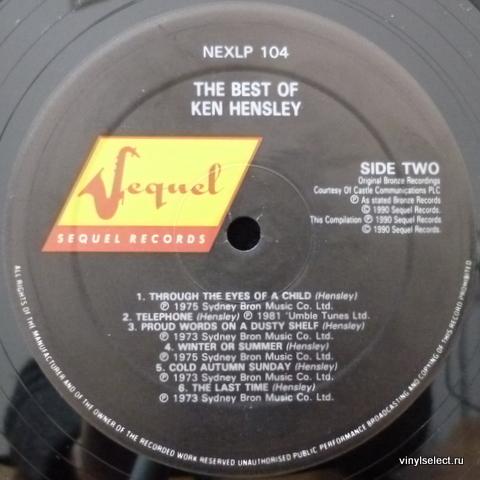 NEXLP 104
THE BEST OF
KEN HENSLEY
Sequel
SEQUEL RECORDS
SIDE TWO
Original Bronze Recordings
Courtesy Of Castle Communications PLC
Ⓟ As stated Bronze Records
© 1990 Sequel Records.
This Compilation Ⓟ 1990 Sequel Records.
© 1990 Sequel Records.
1. THROUGH THE EYES OF A CHILD (Hensley)
Ⓟ 1975 Sydney Bron Music Co. Ltd.
2. TELEPHONE (Hensley) Ⓟ 1981 'Umble Tunes Ltd.
3. PROUD WORDS ON A DUSTY SHELF (Hensley)
Ⓟ 1973 Sydney Bron Music Co. Ltd.
4. WINTER OR SUMMER (Hensley)
Ⓟ 1975 Sydney Bron Music Co. Ltd.
5. COLD AUTUMN SUNDAY (Hensley)
Ⓟ 1973 Sydney Bron Music Co. Ltd.
6. THE LAST TIME (Hensley)
Ⓟ 1973 Sydney Bron Music Co. Ltd.
ALL RIGHTS OF THE MANUFACTURER AND OF THE OWNER OF THE RECORDED WORK RESERVED UNAUTHORISED PUBLIC PERFORMANCE BROADCASTING AND COPYING OF THIS RECORD PROHIBITED
vinylselect.ru